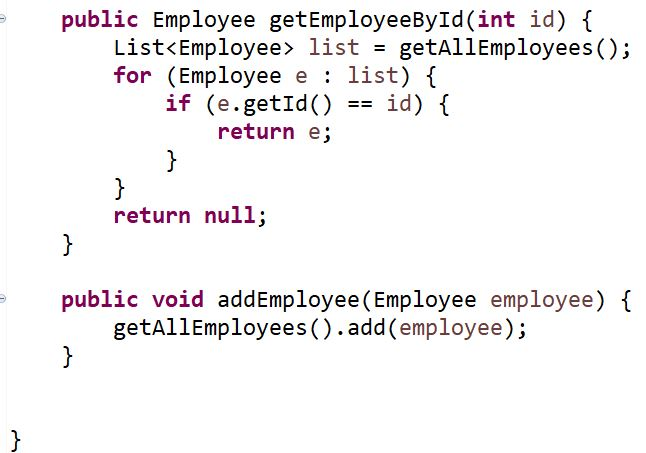 public Employee getEmployeeById(int id) {
List<Employee> list = getAllEmployees();
for (Employee e : list) {
if (e.getId() == id) {
return e;
}
}
return null;
}
public void addEmployee(Employee employee) {
getAllEmployees().add(employee);
}
}